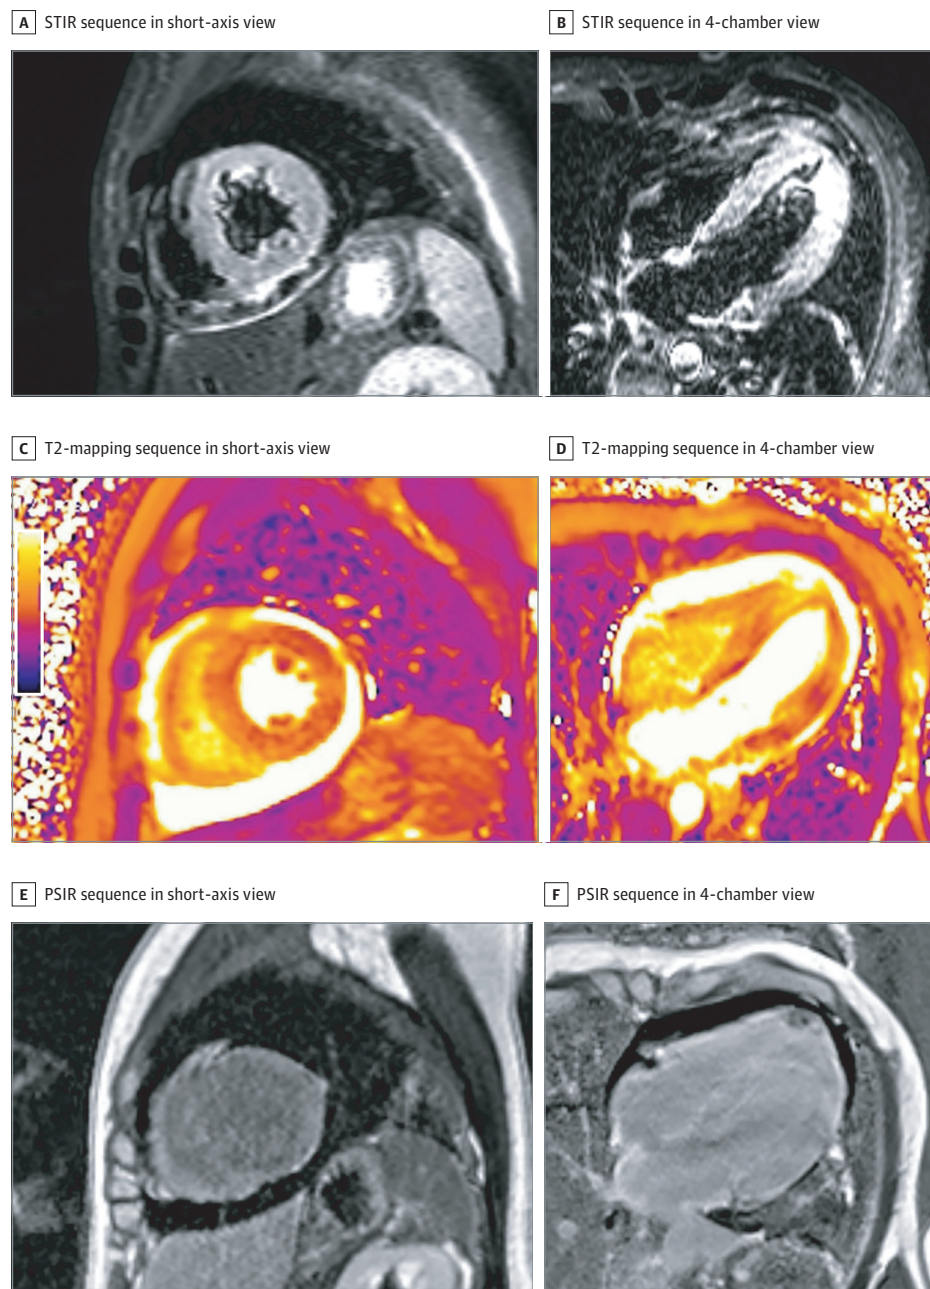 A STIR sequence in short-axis view
B STIR sequence in 4-chamber view
C T2-mapping sequence in short-axis view
D T2-mapping sequence in 4-chamber view
E PSIR sequence in short-axis view
F PSIR sequence in 4-chamber view